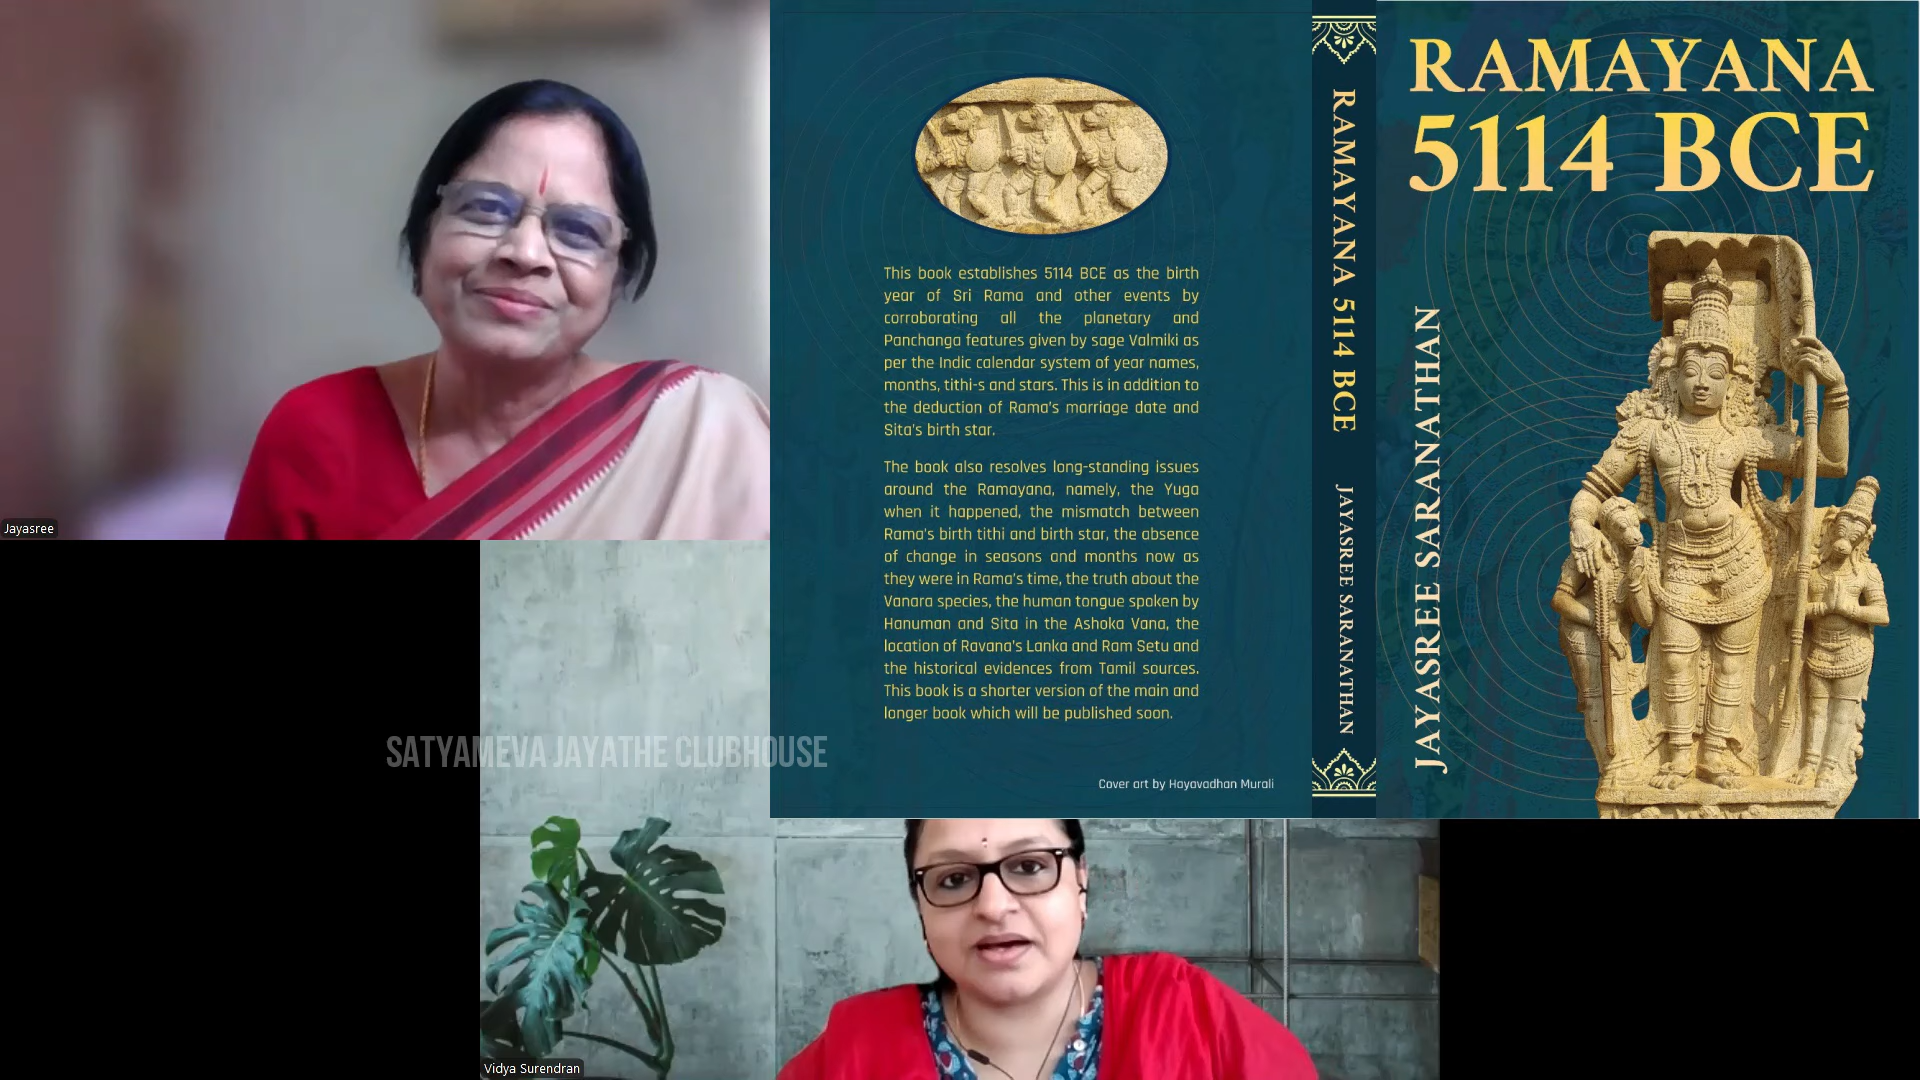 Jayasree
This book establishes 5114 BCE as the birth
year of Sri Rama and other events by
corroborating all the planetary and
Panchanga features given by sage Valmiki as
per the Indic calendar system of year names,
months, tithi-s and stars. This is in addition to
the deduction of Rama's marriage date and
Sita's birth star.
The book also resolves long-standing issues
around the Ramayana, namely, the Yuga
when it happened, the mismatch between
Rama's birth tithi and birth star, the absence
of change in seasons and months now as
they were in Rama's time, the truth about the
Vanara species, the human tongue spoken by
Hanuman and Sita in the Ashoka Vana, the
location of Ravana's Lanka and Ram Setu and
the historical evidences from Tamil sources.
This book is a shorter version of the main and
longer book which will be published soon.
Cover art by Hayavadhan Murali
RAMAYANA 5114 BCE JAYASREE SARANATHAN
RAMAYANA
5114 BCE
JAYASREE SARANATHAN
SATYAMEVA JAYATHE CLUBHOUSE
Vidya Surendran